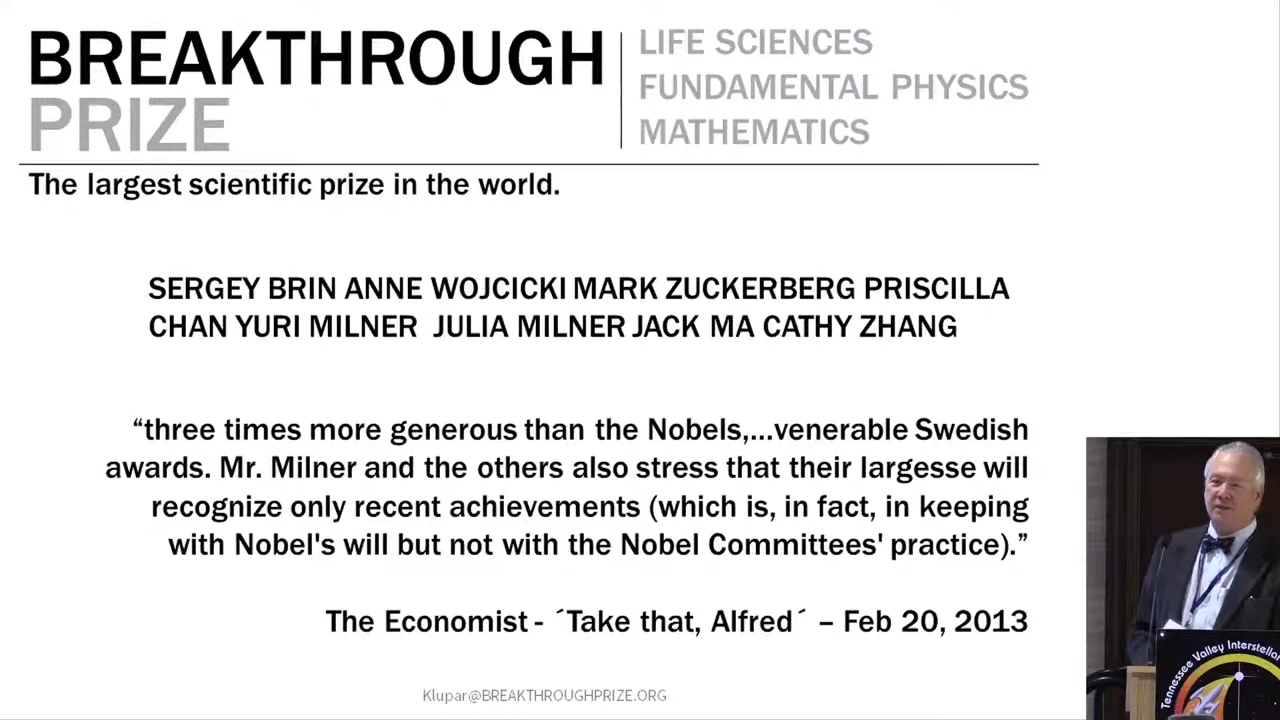 BREAKTHROUGH
PRIZE
LIFE SCIENCES
FUNDAMENTAL PHYSICS
MATHEMATICS
The largest scientific prize in the world.
SERGEY BRIN ANNE WOJCICKI MARK ZUCKERBERG PRISCILLA
CHAN YURI MILNER JULIA MILNER JACK MA CATHY ZHANG
“three times more generous than the Nobels,...venerable Swedish
awards. Mr. Milner and the others also stress that their largesse will
recognize only recent achievements (which is, in fact, in keeping
with Nobel's will but not with the Nobel Committees' practice).”
The Economist - ´Take that, Alfred´ – Feb 20, 2013
Klupar@BREAKTHROUGHPRIZE.ORG
Tennessee Valley Interstella